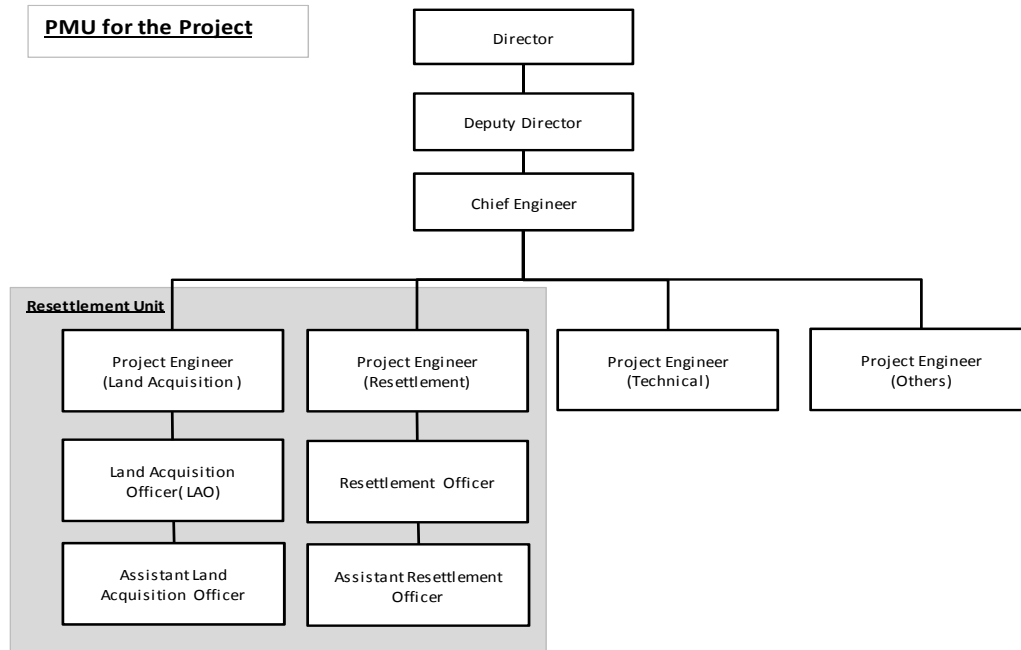 PMU for the Project
Director
Deputy Director
Chief Engineer
Resettlement Unit
Project Engineer
(Land Acquisition )
Project Engineer
(Resettlement)
Project Engineer
(Technical)
Project Engineer
(Others)
Land Acquisition
Officer( LAO)
Resettlement Officer
Assistant Land
Acquisition Officer
Assistant Resettlement
Officer